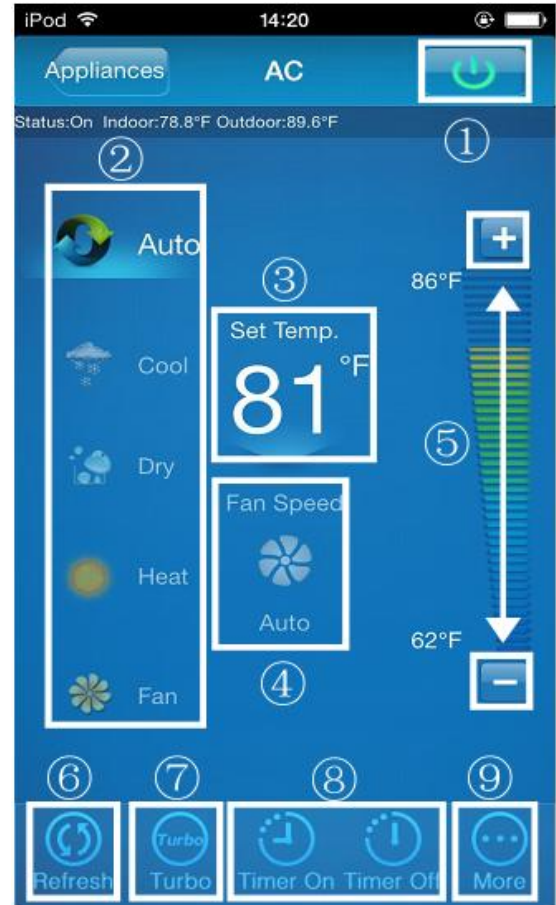 iPod 14:20
Appliances AC
①
Status:On Indoor:78.8°F Outdoor:89.6°F
②
Auto
Cool
Dry
Heat
Fan
③
Set Temp.
81°F
Fan Speed
Auto
④
+
86°F
⑤
62°F
−
⑥ ⑦ ⑧ ⑨
Turbo
Refresh Turbo Timer On Timer Off More